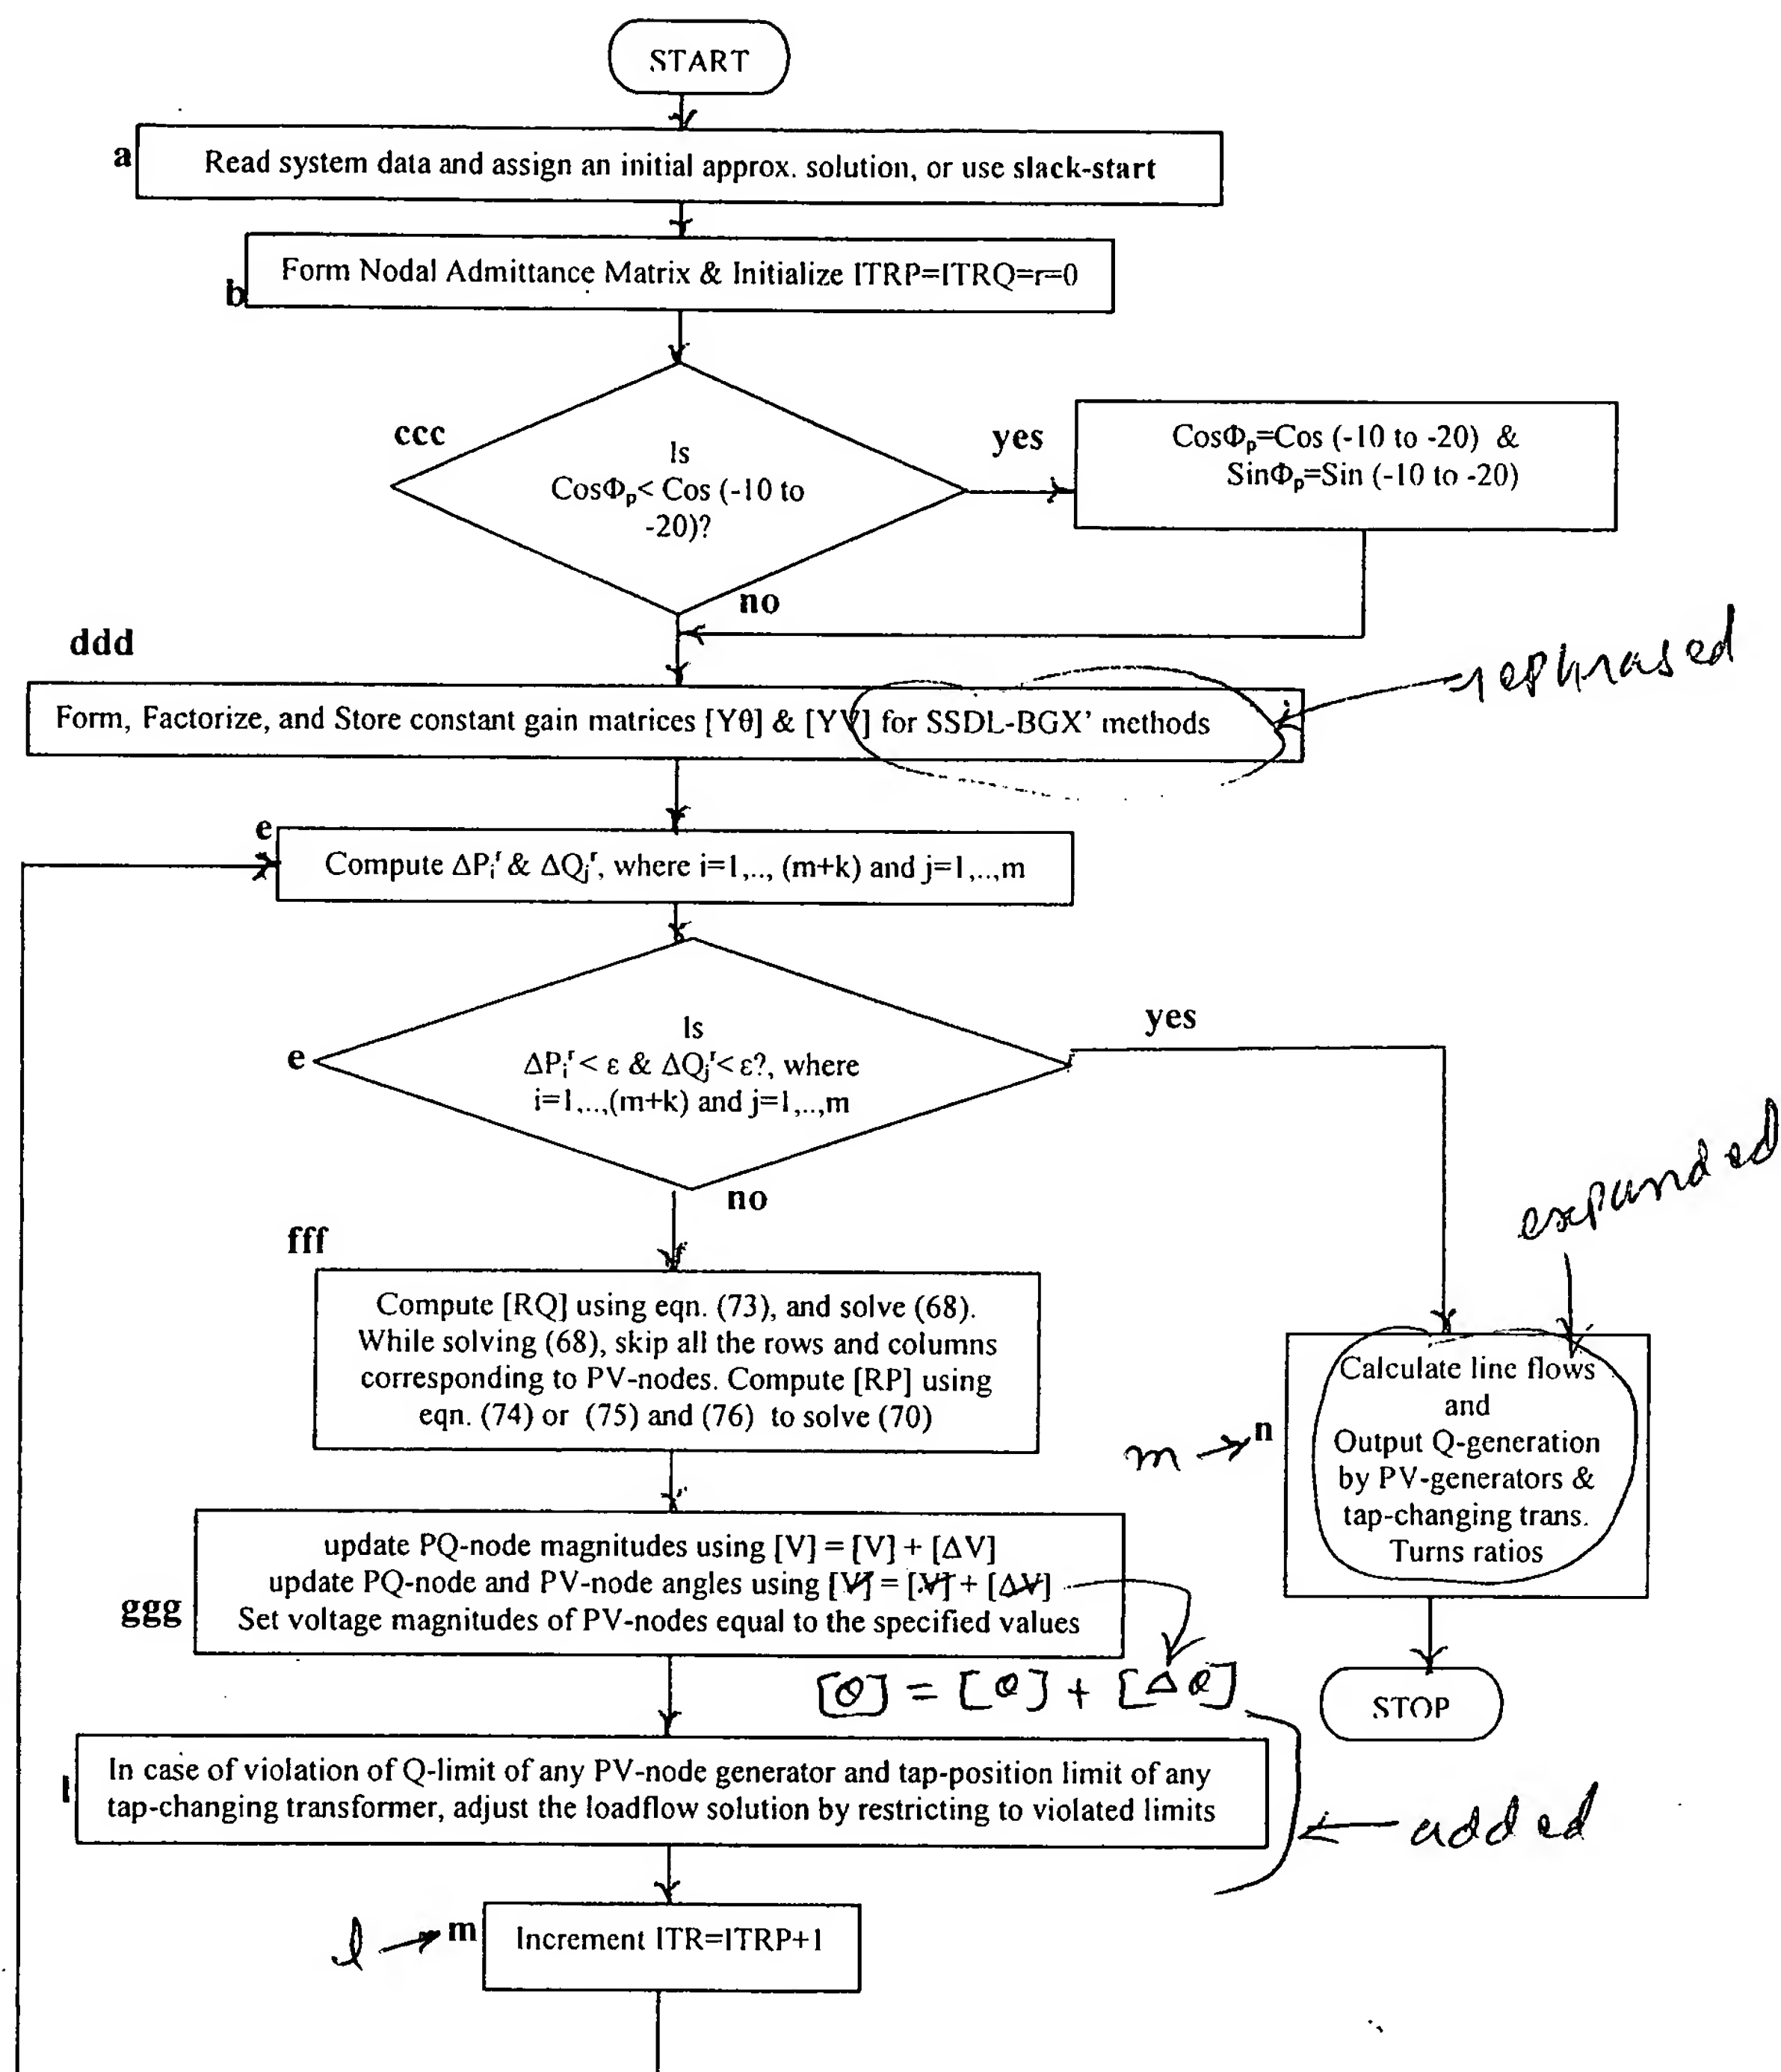 START
a
Read system data and assign an initial approx. solution, or use slack-start
b
Form Nodal Admittance Matrix & Initialize ITRP=ITRQ=r=0
ccc
Is
CosΦp< Cos (-10 to
-20)?
yes
CosΦp=Cos (-10 to -20) &
SinΦp=Sin (-10 to -20)
no
ddd
rephrased
Form, Factorize, and Store constant gain matrices [Yθ] & [YV] for SSDL-BGX' methods
e
Compute ΔPiʳ & ΔQjʳ, where i=1,.., (m+k) and j=1,..,m
e
Is
ΔPiʳ< ε & ΔQjʳ< ε?, where
i=1,..,(m+k) and j=1,..,m
yes
no
expanded
fff
Compute [RQ] using eqn. (73), and solve (68).
While solving (68), skip all the rows and columns
corresponding to PV-nodes. Compute [RP] using
eqn. (74) or (75) and (76) to solve (70)
m → n
Calculate line flows
and
Output Q-generation
by PV-generators &
tap-changing trans.
Turns ratios
ggg
update PQ-node magnitudes using [V] = [V] + [ΔV]
update PQ-node and PV-node angles using [V] = [V] + [ΔV]
Set voltage magnitudes of PV-nodes equal to the specified values
[θ] = [θ] + [Δθ]
STOP
l
In case of violation of Q-limit of any PV-node generator and tap-position limit of any
tap-changing transformer, adjust the loadflow solution by restricting to violated limits
added
l → m
Increment ITR=ITRP+1